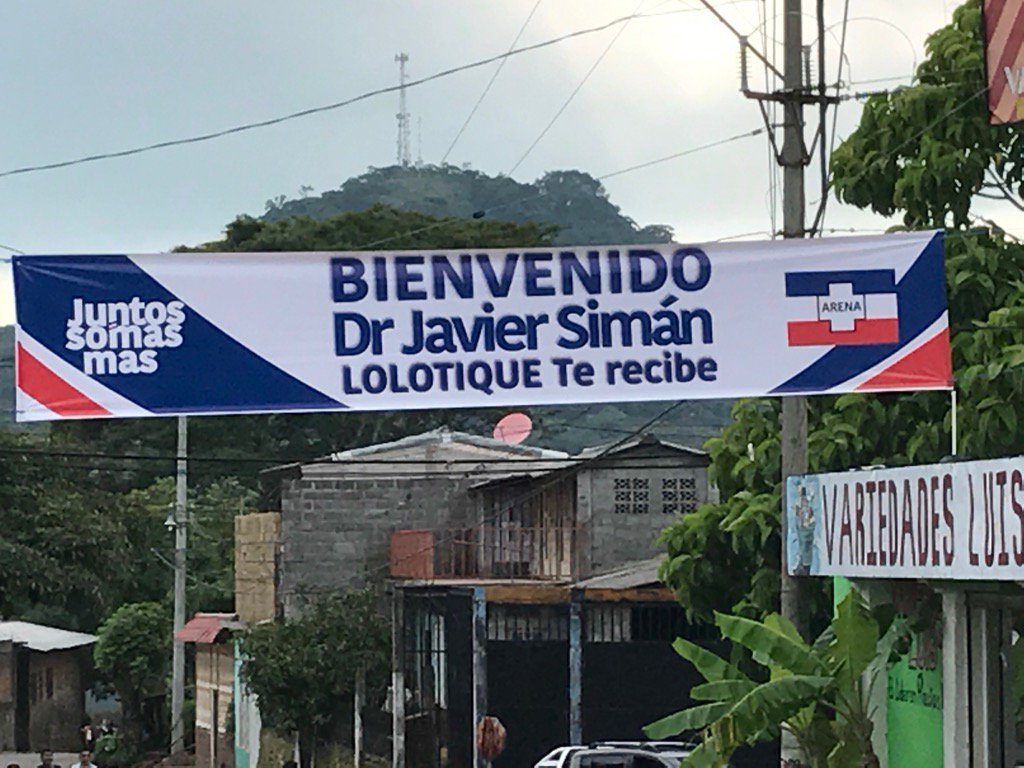 Juntos
somos
mas
BIENVENIDO
Dr Javier Simán
LOLOTIQUE Te recibe
ARENA
VARIEDADES LUIS